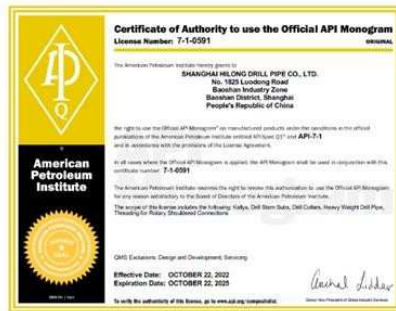 Certificate of Authority to use the Official API Monogram
License Number: 7-1-0591
ORIGINAL
The American Petroleum Institute hereby grants to
SHANGHAI HILONG DRILL PIPE CO., LTD.
No. 1825 Luodong Road
Baoshan Industry Zone
Baoshan District, Shanghai
People's Republic of China
the right to use the Official API Monogram® on manufactured products under the conditions in the official
publications of the American Petroleum Institute entitled API Spec Q1® and API-7-1
and in accordance with the provisions of the License Agreement.
In all cases where the Official API Monogram is applied, the API Monogram shall be used in conjunction with this
certificate number: 7-1-0591
The American Petroleum Institute reserves the right to revoke this authorization to use the Official API Monogram
for any reason satisfactory to the Board of Directors of the American Petroleum Institute.
The scope of this license includes the following: Kellys, Drill Stem Subs, Drill Collars, Heavy Weight Drill Pipe,
Threading for Rotary Shouldered Connections
QMS Exclusions: Design and Development; Servicing
Effective Date: OCTOBER 22, 2022
Expiration Date: OCTOBER 22, 2025
To verify the authenticity of this license, go to www.api.org/compositelist.
Senior Vice President of Global Industry Services
API
Q
American
Petroleum
Institute